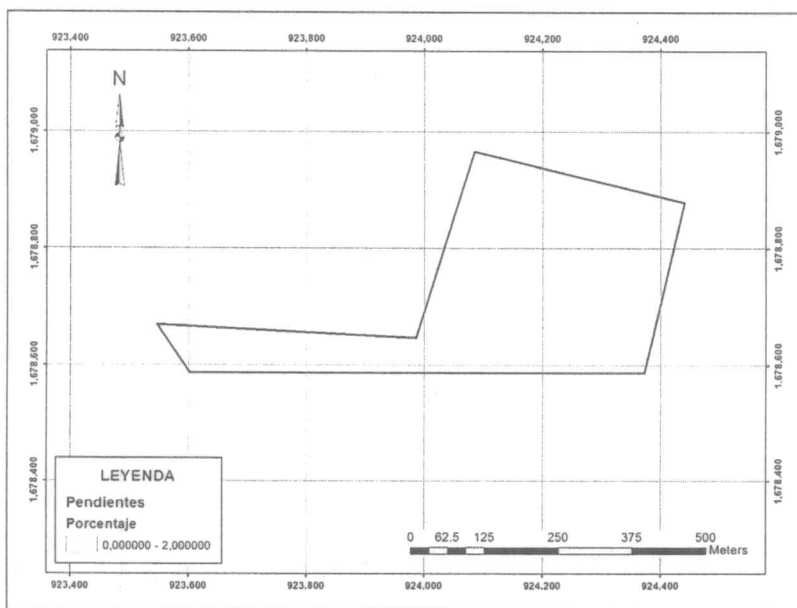 923,400 923,600 923,800 924,000 924,200 924,400
N
1,679,000 1,679,000
1,678,800 1,678,800
1,678,600 1,678,600
1,678,400 1,678,400
LEYENDA
Pendientes
Porcentaje
0,000000 - 2,000000
0 62.5 125 250 375 500
Meters
923,400 923,600 923,800 924,000 924,200 924,400